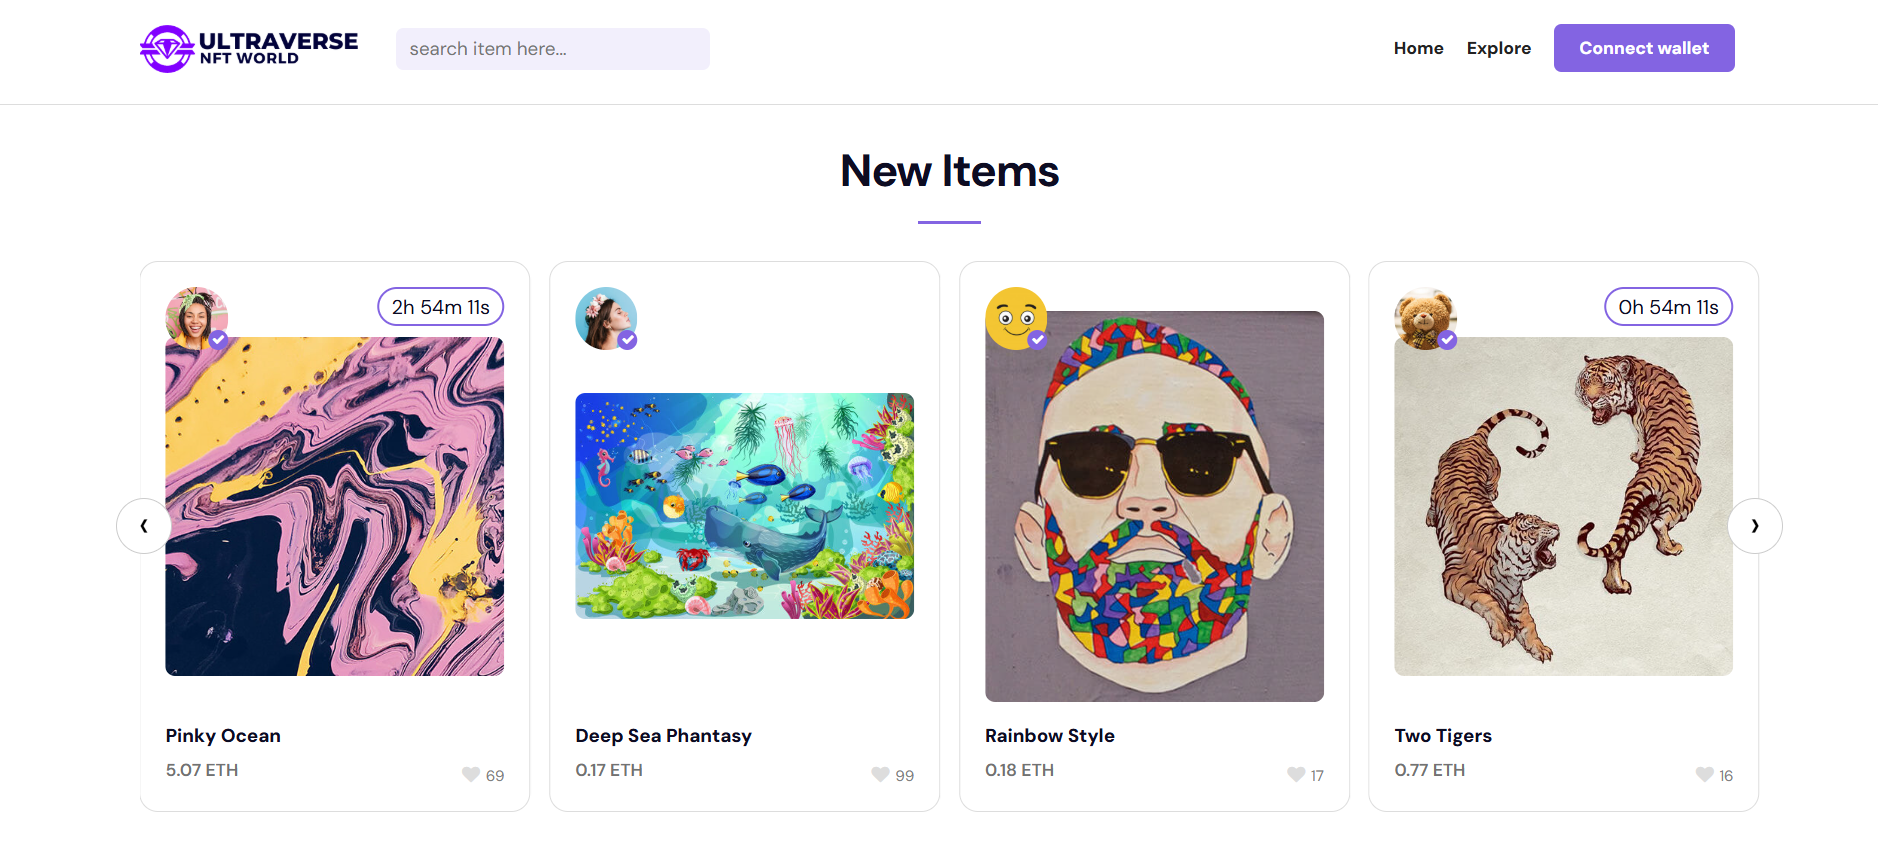 ULTRAVERSE
NFT WORLD
search item here...
Home
Explore
Connect wallet
New Items
2h 54m 11s
0h 54m 11s
Pinky Ocean
5.07 ETH
69
Deep Sea Phantasy
0.17 ETH
99
Rainbow Style
0.18 ETH
17
Two Tigers
0.77 ETH
16